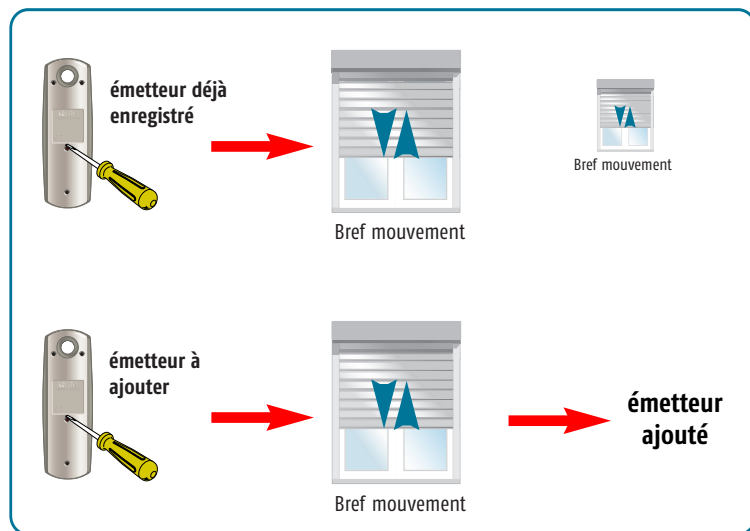 émetteur déjà
enregistré
Bref mouvement
Bref mouvement
émetteur à
ajouter
Bref mouvement
émetteur
ajouté